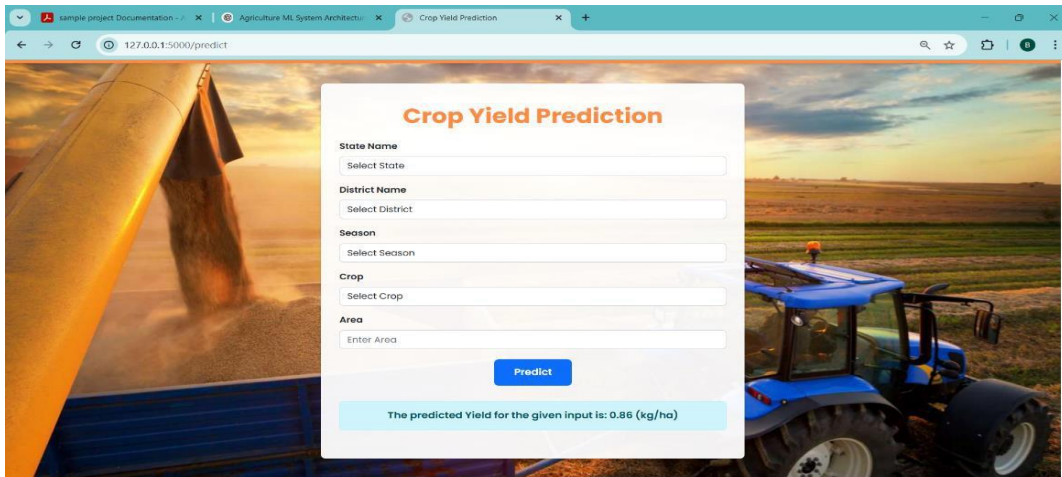 sample project Documentation - A
Agriculture ML System Architectur
Crop Yield Prediction
127.0.0.1:5000/predict
B
Crop Yield Prediction
State Name
Select State
District Name
Select District
Season
Select Season
Crop
Select Crop
Area
Enter Area
Predict
The predicted Yield for the given input is: 0.86 (kg/ha)